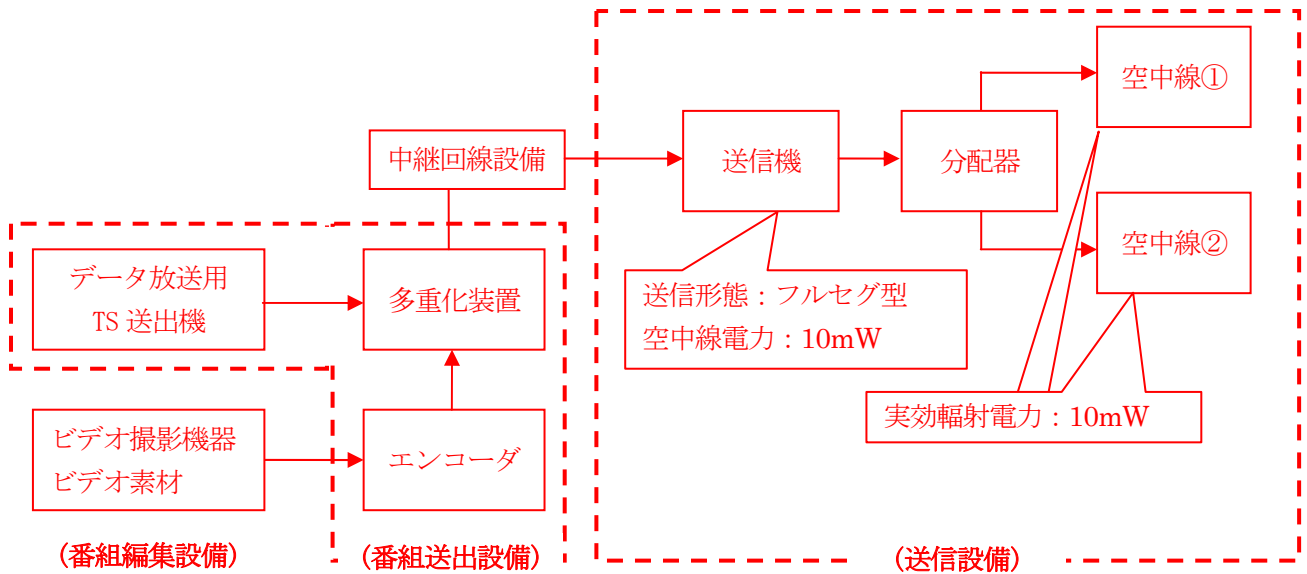 空中線①
中継回線設備
送信機
分配器
空中線②
データ放送用
TS 送出機
多重化装置
送信形態：フルセグ型
空中線電力：10mW
実効輻射電力：10mW
ビデオ撮影機器
ビデオ素材
エンコーダ
（番組編集設備）
（番組送出設備）
（送信設備）